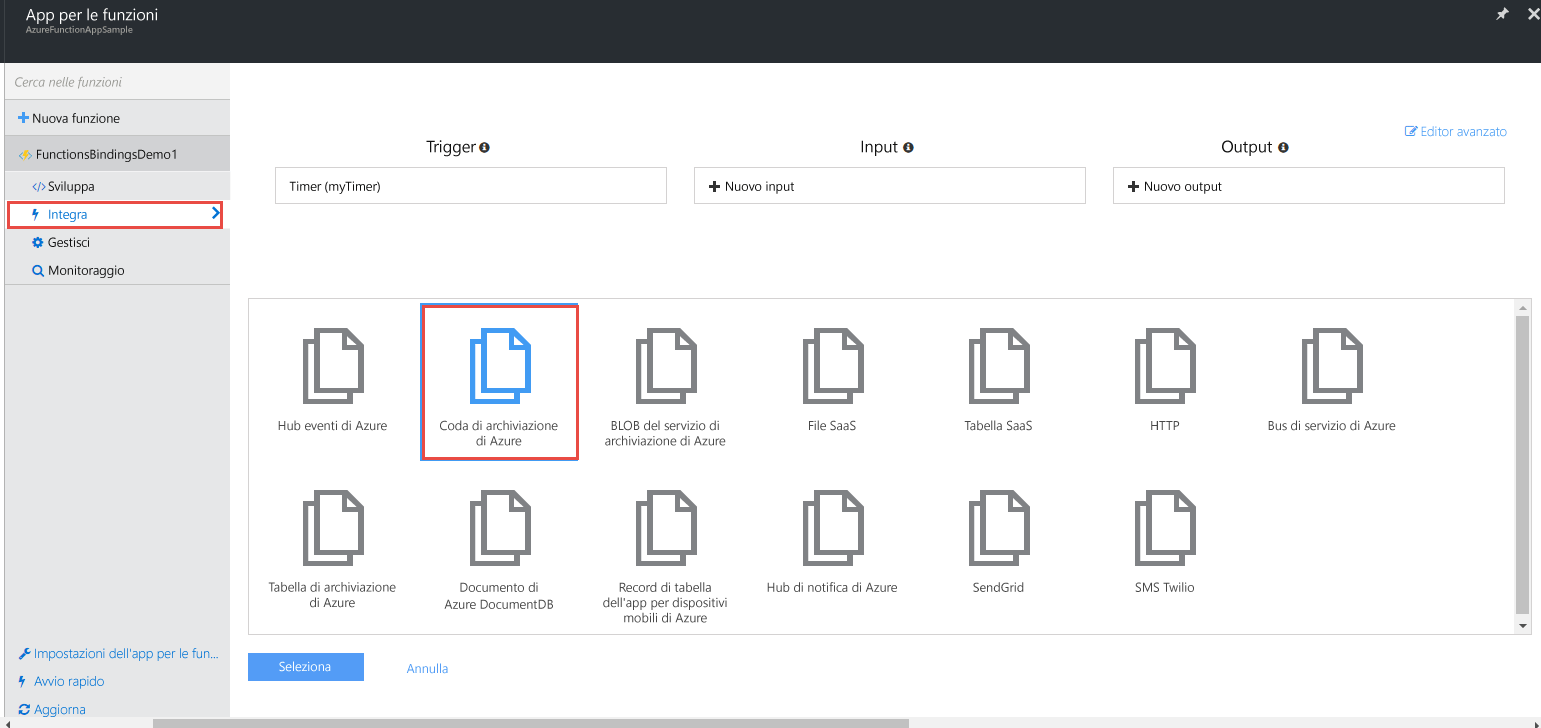 App per le funzioni
AzureFunctionAppSample
Cerca nelle funzioni
Nuova funzione
FunctionsBindingsDemo1
Sviluppa
Integra
Gestisci
Monitoraggio
Impostazioni dell'app per le fun...
Avvio rapido
Aggiorna
Editor avanzato
Trigger
Input
Output
Timer (myTimer)
Nuovo input
Nuovo output
Hub eventi di Azure
Coda di archiviazione
di Azure
BLOB del servizio di
archiviazione di Azure
File SaaS
Tabella SaaS
HTTP
Bus di servizio di Azure
Tabella di archiviazione
di Azure
Documento di
Azure DocumentDB
Record di tabella
dell'app per dispositivi
mobili di Azure
Hub di notifica di Azure
SendGrid
SMS Twilio
Seleziona
Annulla